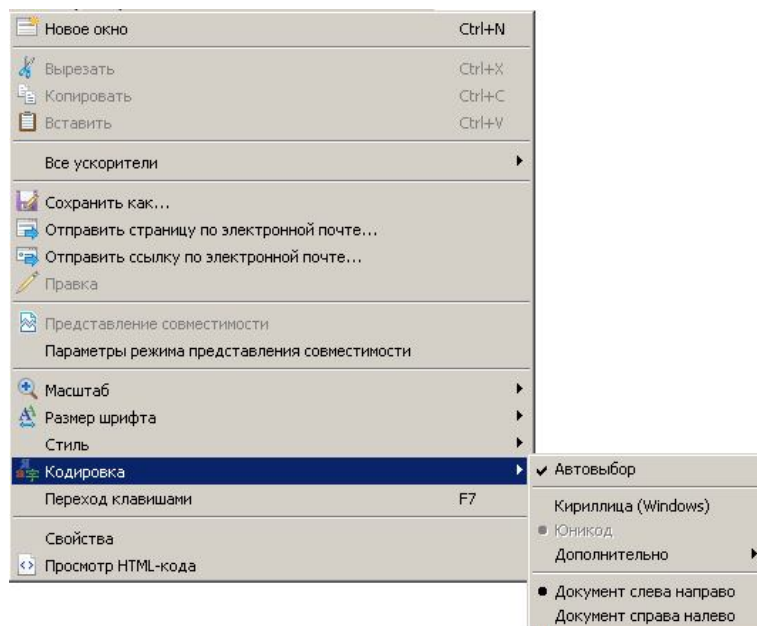 Новое окно Ctrl+N
Вырезать Ctrl+X
Копировать Ctrl+C
Вставить Ctrl+V
Все ускорители
Сохранить как...
Отправить страницу по электронной почте...
Отправить ссылку по электронной почте...
Правка
Представление совместимости
Параметры режима представления совместимости
Масштаб
Размер шрифта
Стиль
Кодировка
Переход клавишами F7
Свойства
Просмотр HTML-кода
Автовыбор
Кириллица (Windows)
Юникод
Дополнительно
Документ слева направо
Документ справа налево